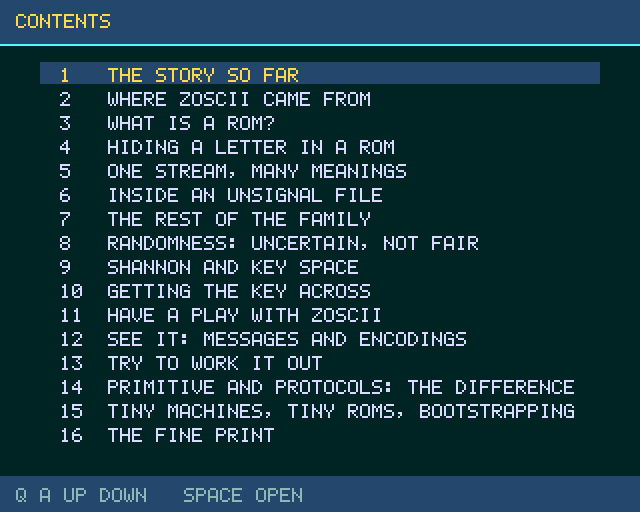 CONTENTS
1 THE STORY SO FAR
2 WHERE ZOSCII CAME FROM
3 WHAT IS A ROM?
4 HIDING A LETTER IN A ROM
5 ONE STREAM, MANY MEANINGS
6 INSIDE AN UNSIGNAL FILE
7 THE REST OF THE FAMILY
8 RANDOMNESS: UNCERTAIN, NOT FAIR
9 SHANNON AND KEY SPACE
10 GETTING THE KEY ACROSS
11 HAVE A PLAY WITH ZOSCII
12 SEE IT: MESSAGES AND ENCODINGS
13 TRY TO WORK IT OUT
14 PRIMITIVE AND PROTOCOLS: THE DIFFERENCE
15 TINY MACHINES, TINY ROMS, BOOTSTRAPPING
16 THE FINE PRINT
Q A UP DOWN SPACE OPEN